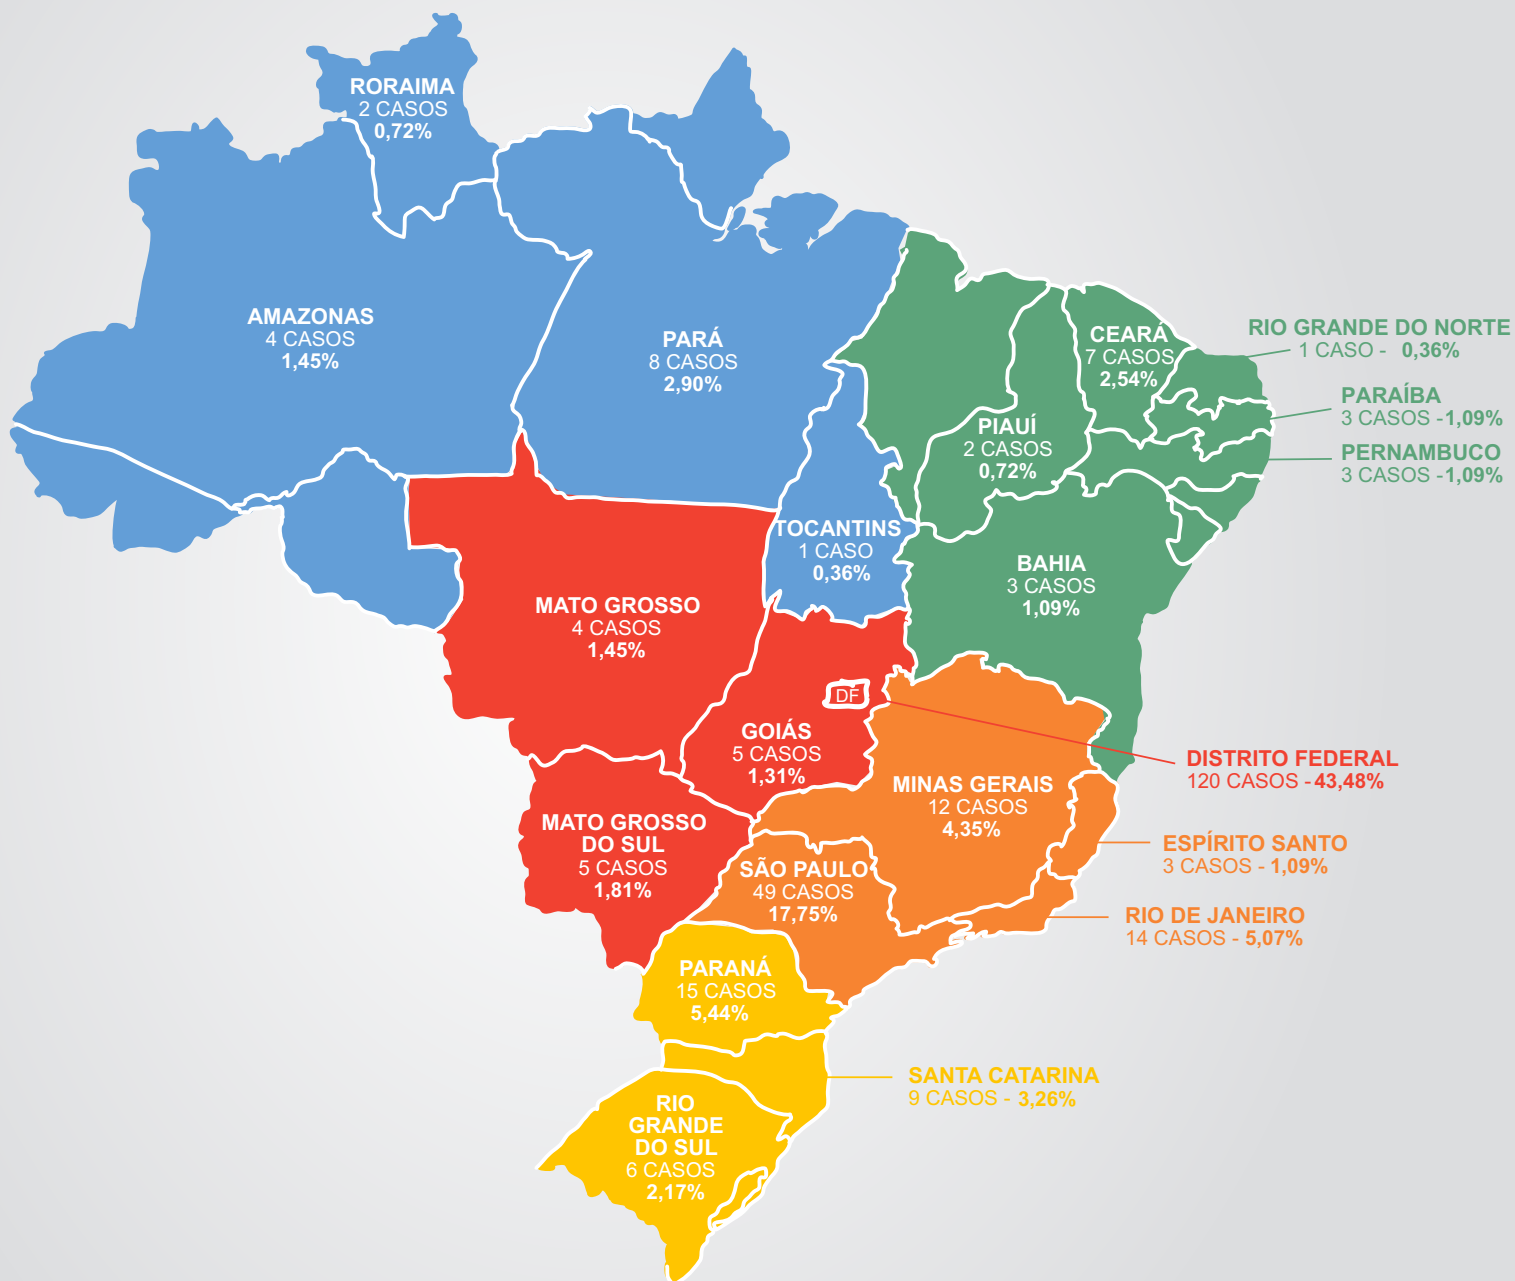 RORAIMA
2 CASOS
0,72%
AMAZONAS
4 CASOS
1,45%
PARÁ
8 CASOS
2,90%
CEARÁ
7 CASOS
2,54%
RIO GRANDE DO NORTE
1 CASO - 0,36%
PARAÍBA
3 CASOS -1,09%
PIAUÍ
2 CASOS
0,72%
PERNAMBUCO
3 CASOS -1,09%
TOCANTINS
1 CASO
0,36%
BAHIA
3 CASOS
1,09%
MATO GROSSO
4 CASOS
1,45%
DF
GOIÁS
5 CASOS
1,31%
DISTRITO FEDERAL
120 CASOS - 43,48%
MINAS GERAIS
12 CASOS
4,35%
MATO GROSSO
DO SUL
5 CASOS
1,81%
ESPÍRITO SANTO
3 CASOS - 1,09%
SÃO PAULO
49 CASOS
17,75%
RIO DE JANEIRO
14 CASOS - 5,07%
PARANÁ
15 CASOS
5,44%
SANTA CATARINA
9 CASOS - 3,26%
RIO
GRANDE
DO SUL
6 CASOS
2,17%